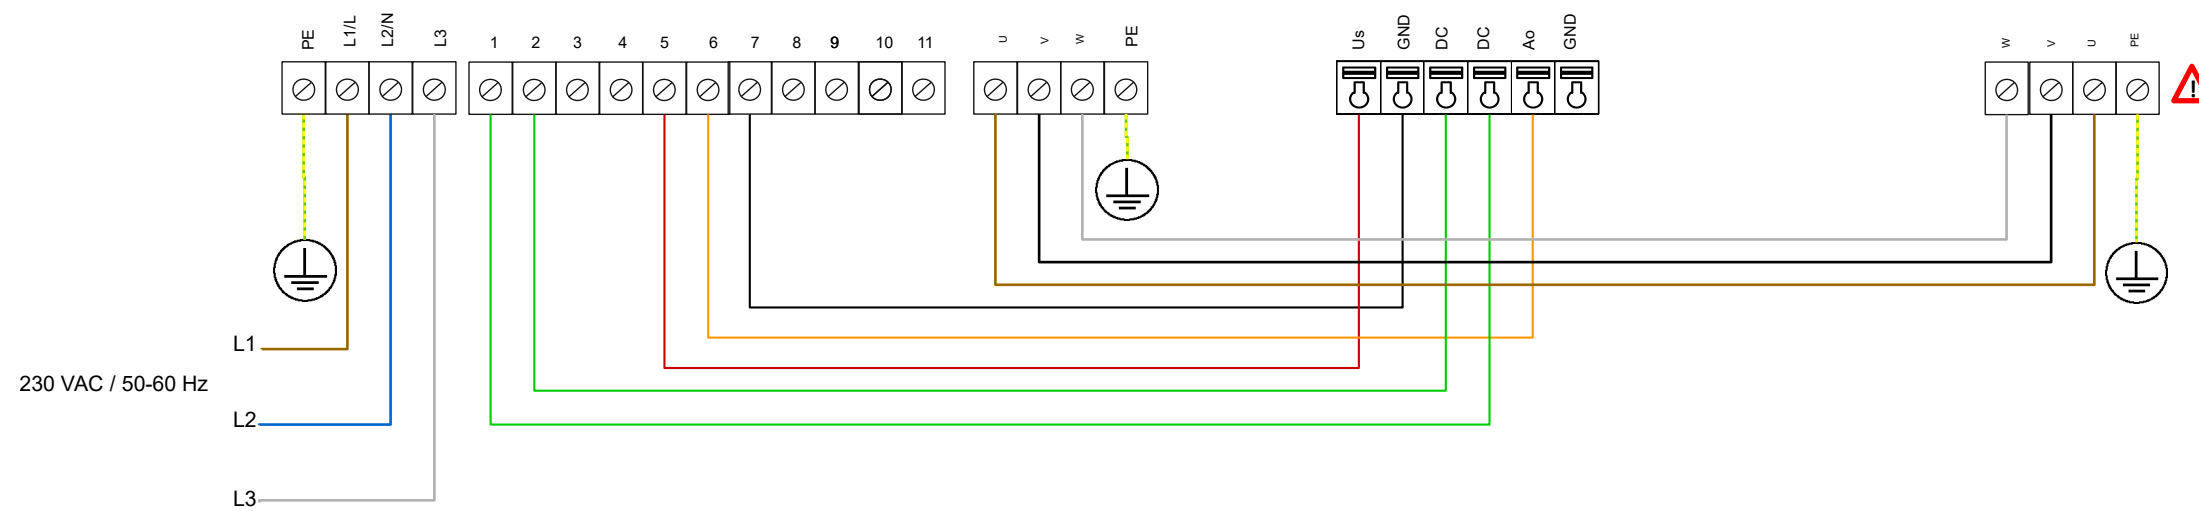 PE L1/L L2/N L3 1 2 3 4 5 6 7 8 9 10 11 U V W PE Us GND DC DC Ao GND W V U PE
!
L1
230 VAC / 50-60 Hz
L2
L3